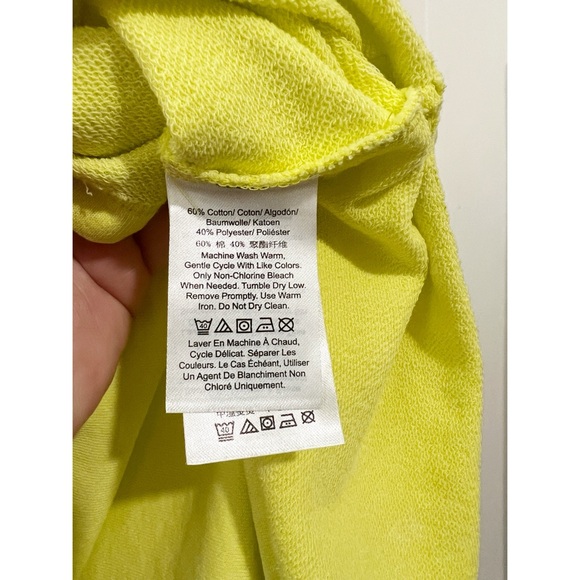 60% Cotton/ Coton/ Algodón/
Baumwolle/ Katoen
40% Polyester/ Poliéster/
60% 棉 40% 聚酯纤维
Machine Wash Warm,
Gentle Cycle With Like Colors.
Only Non-Chlorine Bleach
When Needed. Tumble Dry Low.
Remove Promptly. Use Warm
Iron. Do Not Dry Clean.
40
Laver En Machine À Chaud,
Cycle Délicat. Séparer Les
Couleurs. Le Cas Échéant, Utiliser
Un Agent De Blanchiment Non
Chloré Uniquement.
40